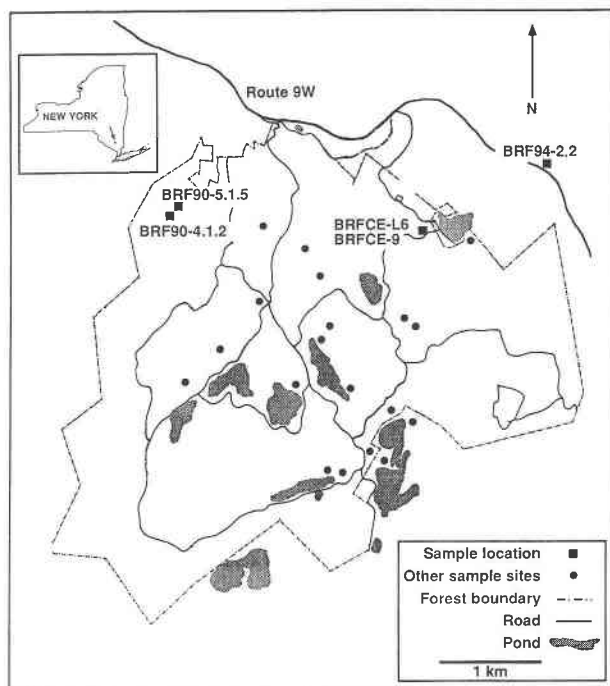 Route 9W
N
NEW YORK
BRF94-2.2
BRF90-5.1.5
BRF90-4.1.2
BRFCE-L6
BRFCE-9
Sample location
Other sample sites
Forest boundary
Road
Pond
1 km